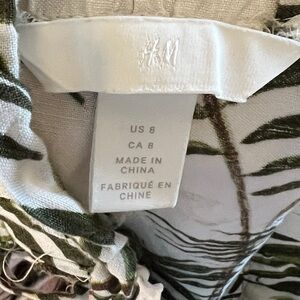 H&M
US 8
CA 8
MADE IN
CHINA
FABRIQUÉ EN
CHINE